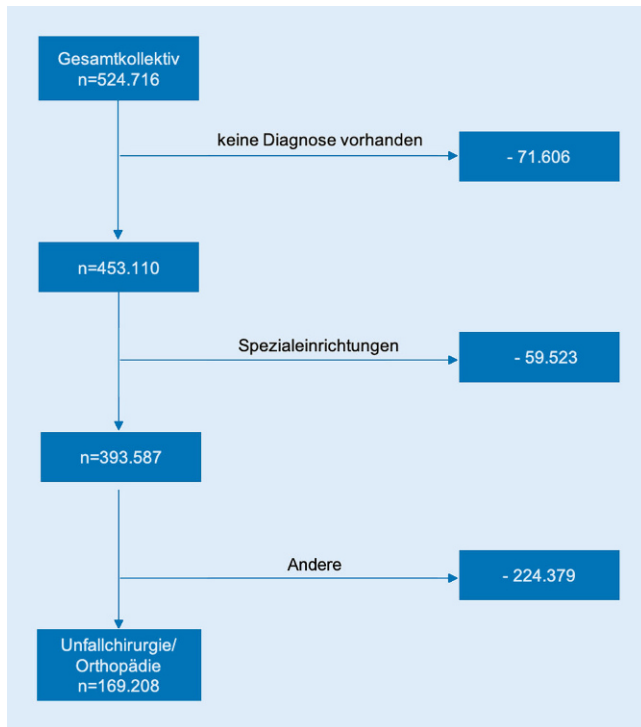 Gesamtkollektiv
n=524.716
keine Diagnose vorhanden
- 71.606
n=453.110
Spezialeinrichtungen
- 59.523
n=393.587
Andere
- 224.379
Unfallchirurgie/
Orthopädie
n=169.208